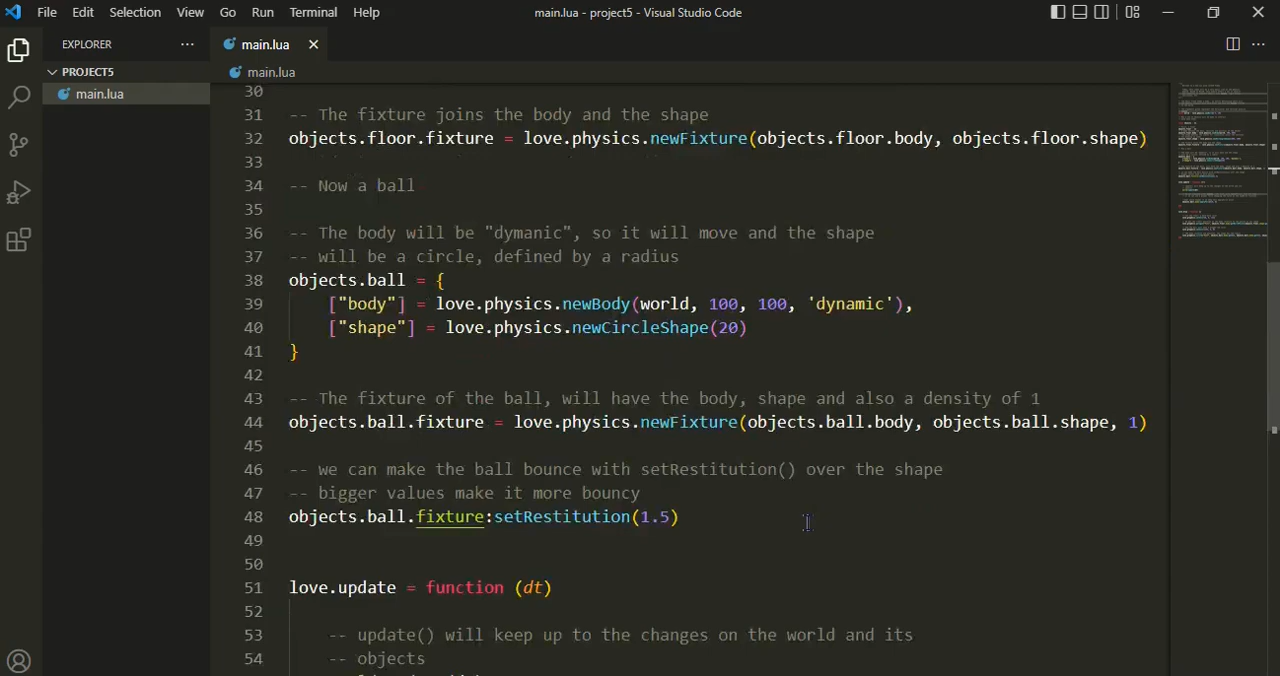 File Edit Selection View Go Run Terminal Help main.lua - project5 - Visual Studio Code
EXPLORER ··· main.lua
PROJECT5 main.lua
main.lua
30
31 -- The fixture joins the body and the shape
32 objects.floor.fixture = love.physics.newFixture(objects.floor.body, objects.floor.shape)
33
34 -- Now a ball
35
36 -- The body will be "dymanic", so it will move and the shape
37 -- will be a circle, defined by a radius
38 objects.ball = {
39 ["body"] = love.physics.newBody(world, 100, 100, 'dynamic'),
40 ["shape"] = love.physics.newCircleShape(20)
41 }
42
43 -- The fixture of the ball, will have the body, shape and also a density of 1
44 objects.ball.fixture = love.physics.newFixture(objects.ball.body, objects.ball.shape, 1)
45
46 -- we can make the ball bounce with setRestitution() over the shape
47 -- bigger values make it more bouncy
48 objects.ball.fixture:setRestitution(1.5)
49
50
51 love.update = function (dt)
52
53 -- update() will keep up to the changes on the world and its
54 -- objects